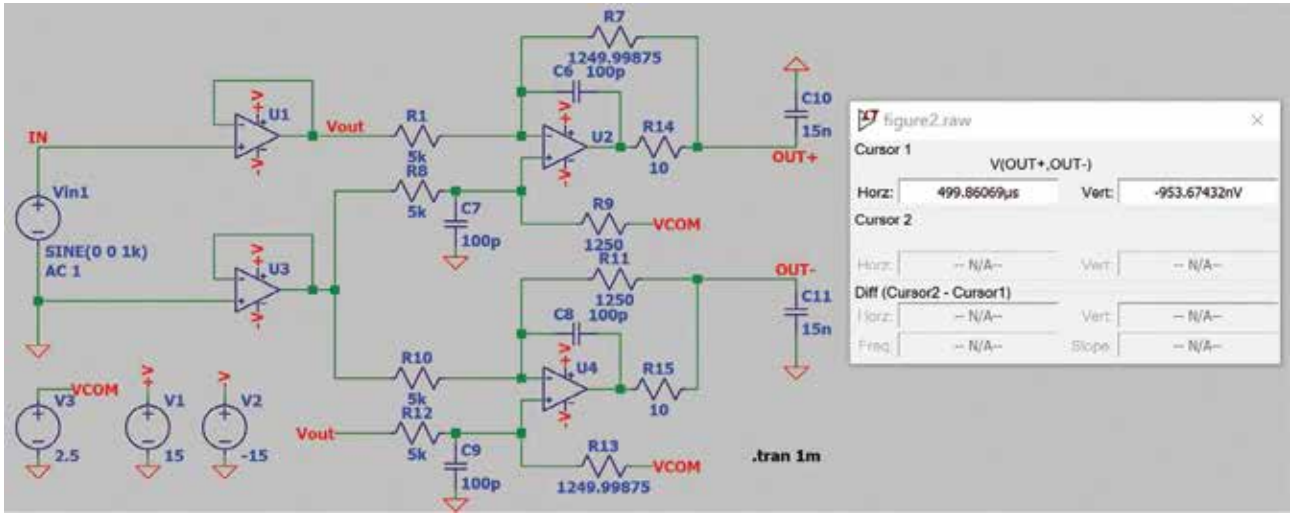 R7
1249.99875
C6 100p
+V
U1
-V
IN
Vout
R1
5k
+V
U2
-V
R14
10
C10
15n
OUT+
Vin1
SINE(0 0 1k)
AC 1
R8
5k
C7
100p
R9
1250
VCOM
+V
U3
-V
R11
1250
OUT-
C8
100p
C11
15n
R10
5k
+V
U4
-V
R15
10
VCOM
V3
2.5
+V
V1
15
-V
V2
-15
Vout
R12
5k
C9
100p
R13
1249.99875
VCOM
.tran 1m
figure2.raw
Cursor 1
V(OUT+,OUT-)
Horz: 499.86069µs Vert: -953.67432nV
Cursor 2
Horz: -- N/A-- Vert: -- N/A--
Diff (Cursor2 - Cursor1)
Horz: -- N/A-- Vert: -- N/A--
Freq: -- N/A-- Slope: -- N/A--